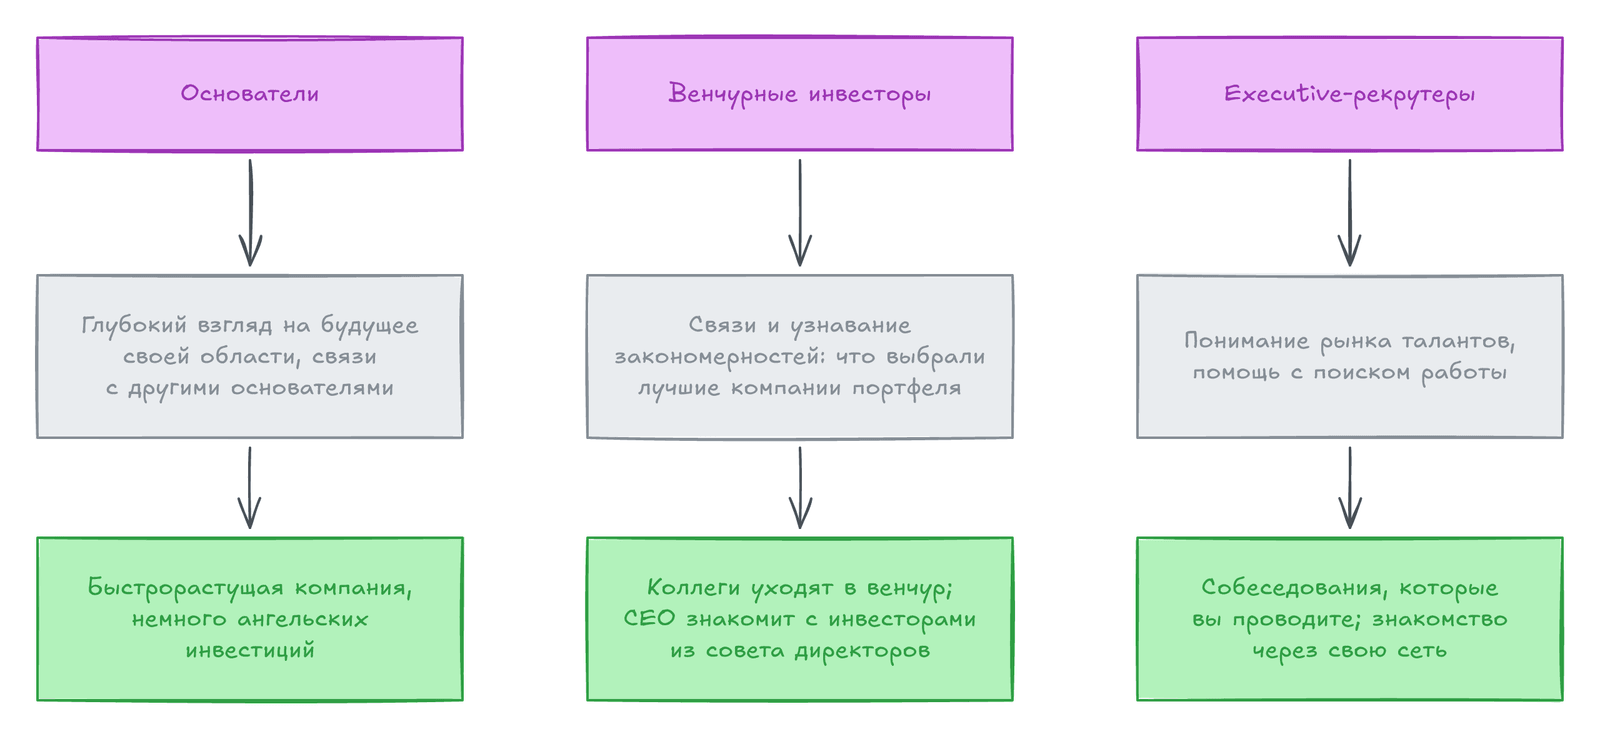 Основатели
Венчурные инвесторы
Executive-рекрутеры
Глубокий взгляд на будущее
своей области, связи
с другими основателями
Связи и узнавание
закономерностей: что выбрали
лучшие компании портфеля
Понимание рынка талантов,
помощь с поиском работы
Быстрорастущая компания,
немного ангельских
инвестиций
Коллеги уходят в венчур;
CEO знакомит с инвесторами
из совета директоров
Собеседования, которые
вы проводите; знакомство
через свою сеть